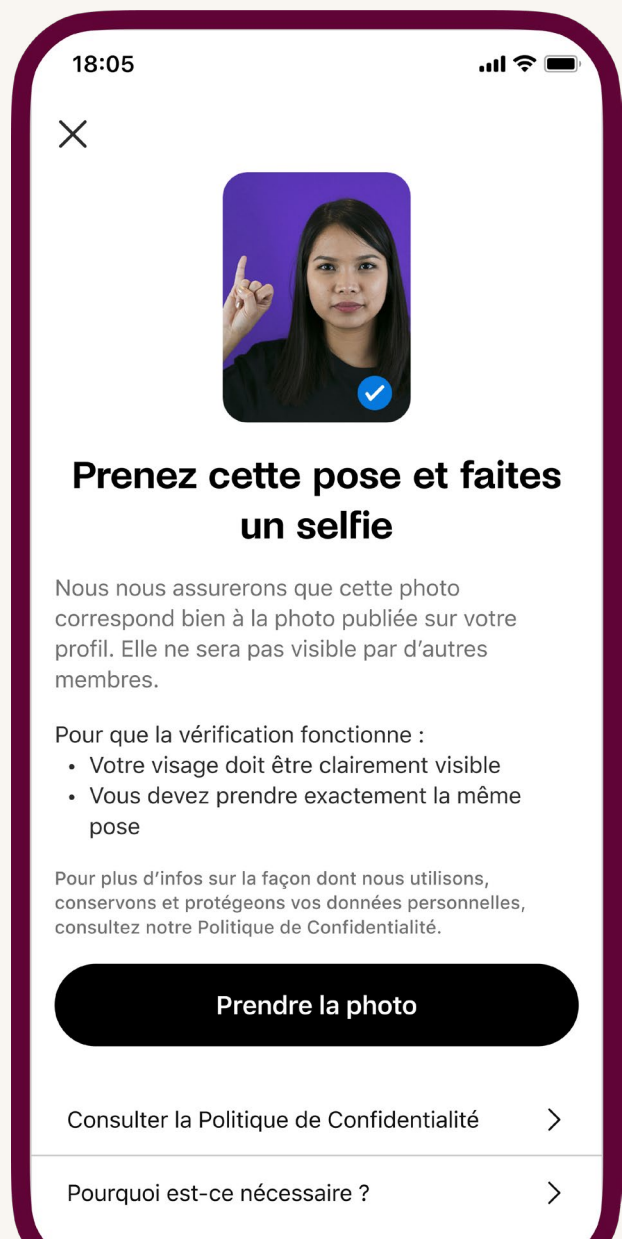 18:05
Prenez cette pose et faites
un selfie
Nous nous assurerons que cette photo
correspond bien à la photo publiée sur votre
profil. Elle ne sera pas visible par d’autres
membres.
Pour que la vérification fonctionne :
• Votre visage doit être clairement visible
• Vous devez prendre exactement la même
pose
Pour plus d’infos sur la façon dont nous utilisons,
conservons et protégeons vos données personnelles,
consultez notre Politique de Confidentialité.
Prendre la photo
Consulter la Politique de Confidentialité
Pourquoi est-ce nécessaire ?